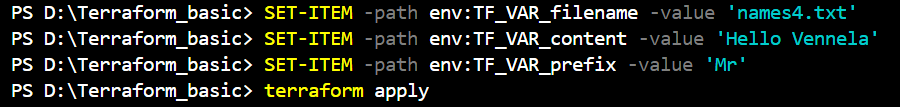 PS D:\Terraform_basic> SET-ITEM -path env:TF_VAR_filename -value 'names4.txt'
PS D:\Terraform_basic> SET-ITEM -path env:TF_VAR_content -value 'Hello Vennela'
PS D:\Terraform_basic> SET-ITEM -path env:TF_VAR_prefix -value 'Mr'
PS D:\Terraform_basic> terraform apply